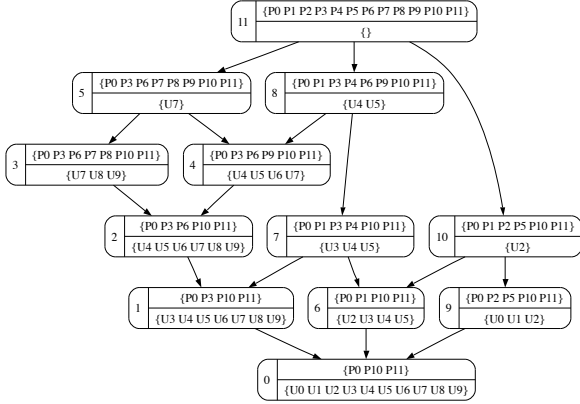 11
{P0 P1 P2 P3 P4 P5 P6 P7 P8 P9 P10 P11}
{}
5
{P0 P3 P6 P7 P8 P9 P10 P11}
{U7}
8
{P0 P1 P3 P4 P6 P9 P10 P11}
{U4 U5}
3
{P0 P3 P6 P7 P8 P10 P11}
{U7 U8 U9}
4
{P0 P3 P6 P9 P10 P11}
{U4 U5 U6 U7}
2
{P0 P3 P6 P10 P11}
{U4 U5 U6 U7 U8 U9}
7
{P0 P1 P3 P4 P10 P11}
{U3 U4 U5}
10
{P0 P1 P2 P5 P10 P11}
{U2}
1
{P0 P3 P10 P11}
{U3 U4 U5 U6 U7 U8 U9}
6
{P0 P1 P10 P11}
{U2 U3 U4 U5}
9
{P0 P2 P5 P10 P11}
{U0 U1 U2}
0
{P0 P10 P11}
{U0 U1 U2 U3 U4 U5 U6 U7 U8 U9}